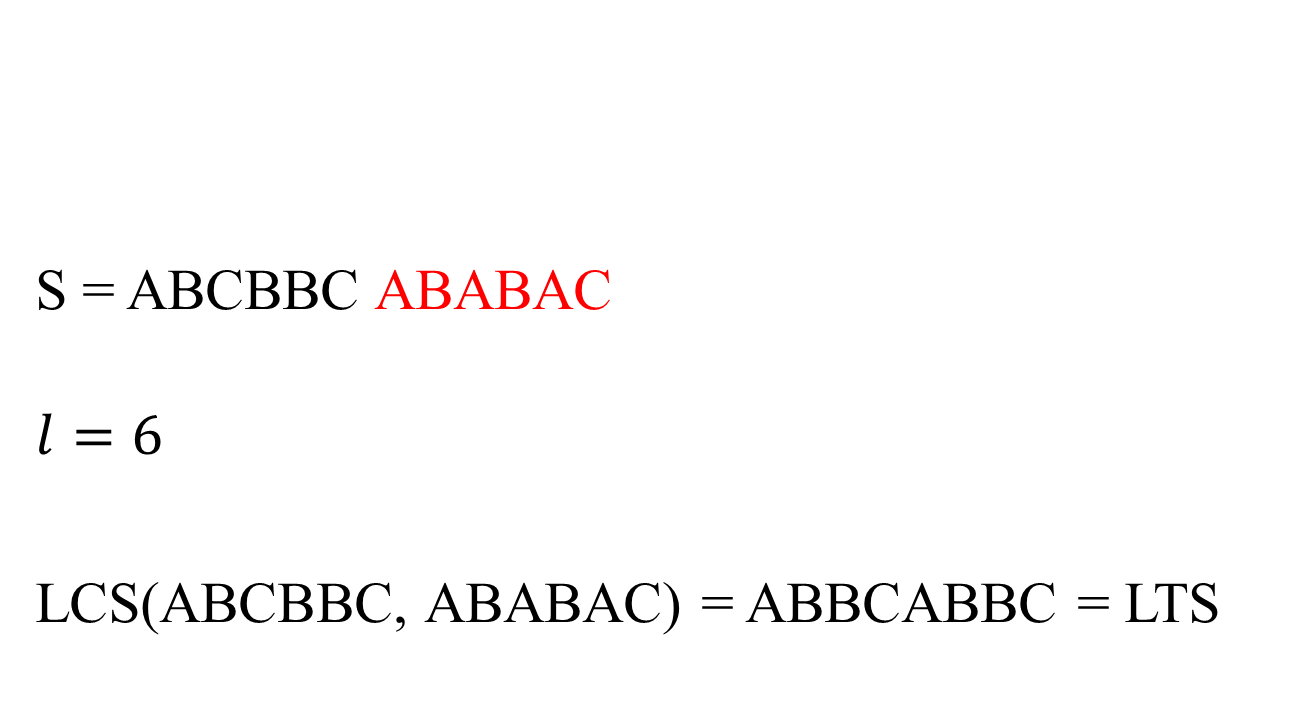 S = ABCBBC ABABAC
𝑙 = 6
LCS(ABCBBC, ABABAC) = ABBCABBC = LTS